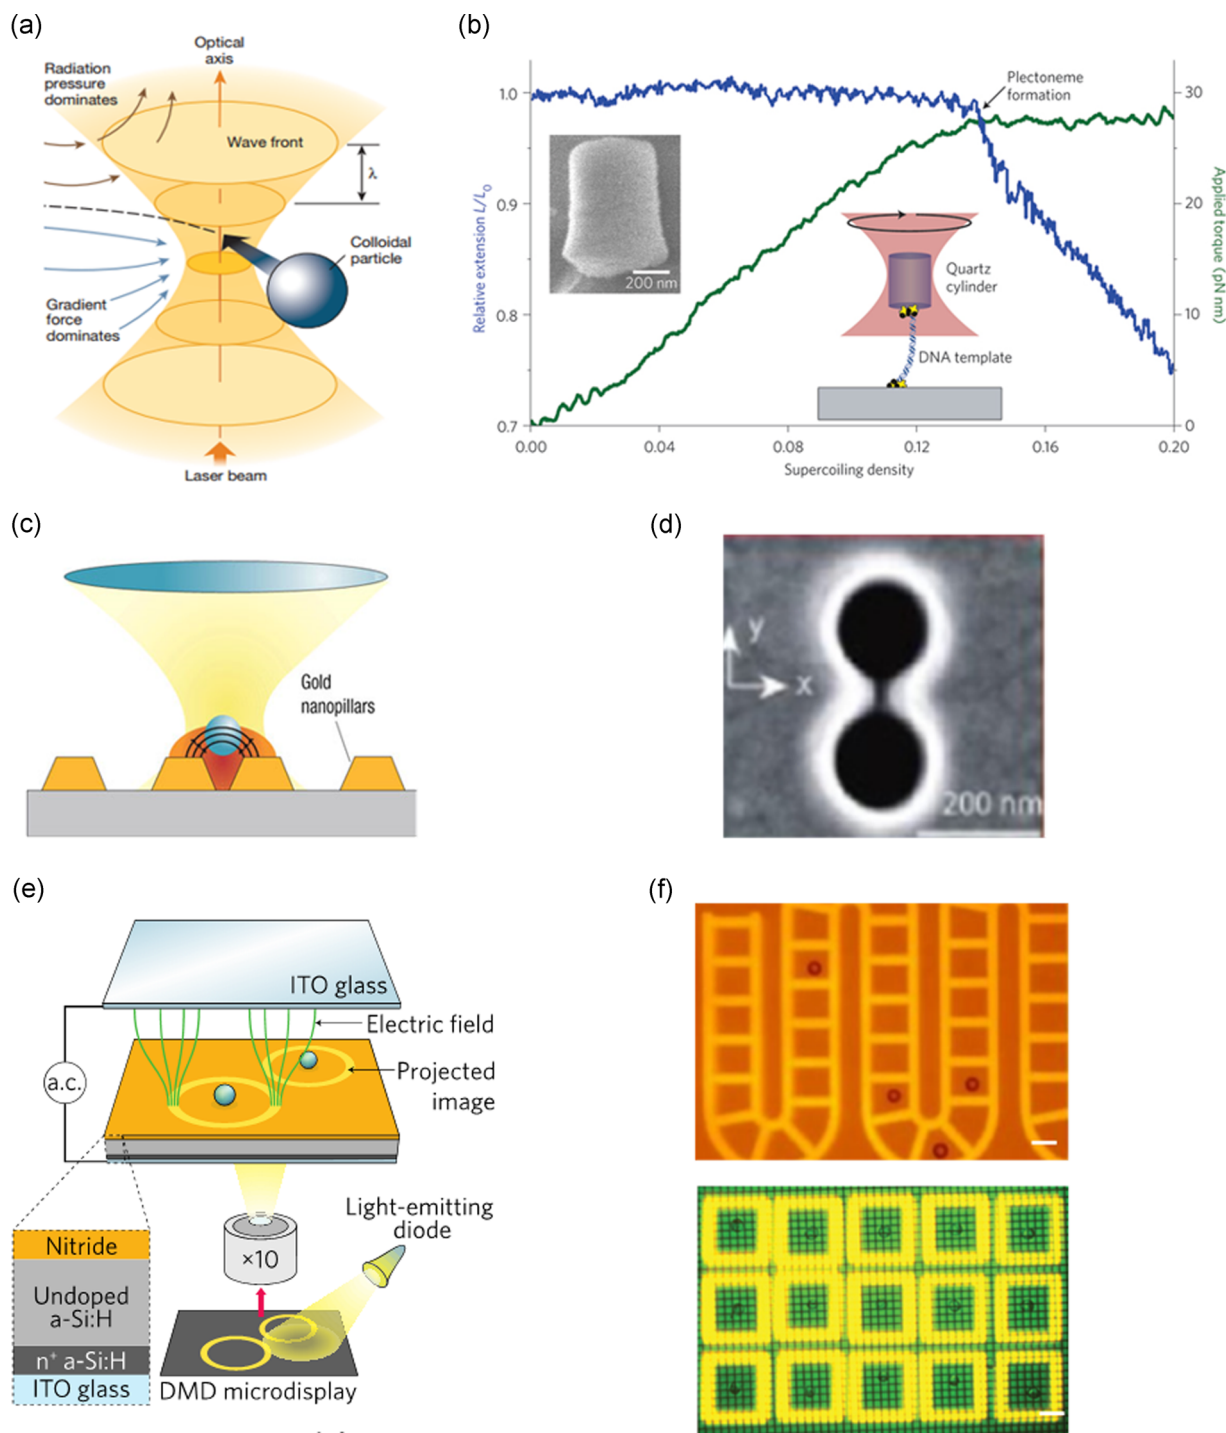 (a)
Optical
axis
Radiation
pressure
dominates
Wave front
λ
Colloidal
particle
Gradient
force
dominates
Laser beam
(b)
Plectoneme
formation
1.0
0.9
0.8
0.7
Relative extension L/L0
30
20
10
0
Applied torque (pN nm)
200 nm
Quartz
cylinder
DNA template
0.00
0.04
0.08
0.12
0.16
0.20
Supercoiling density
(c)
Gold
nanopillars
(d)
y
x
200 nm
(e)
ITO glass
Electric field
a.c.
Projected
image
Light-emitting
diode
×10
Nitride
Undoped
a-Si:H
n+ a-Si:H
ITO glass
DMD microdisplay
(f)